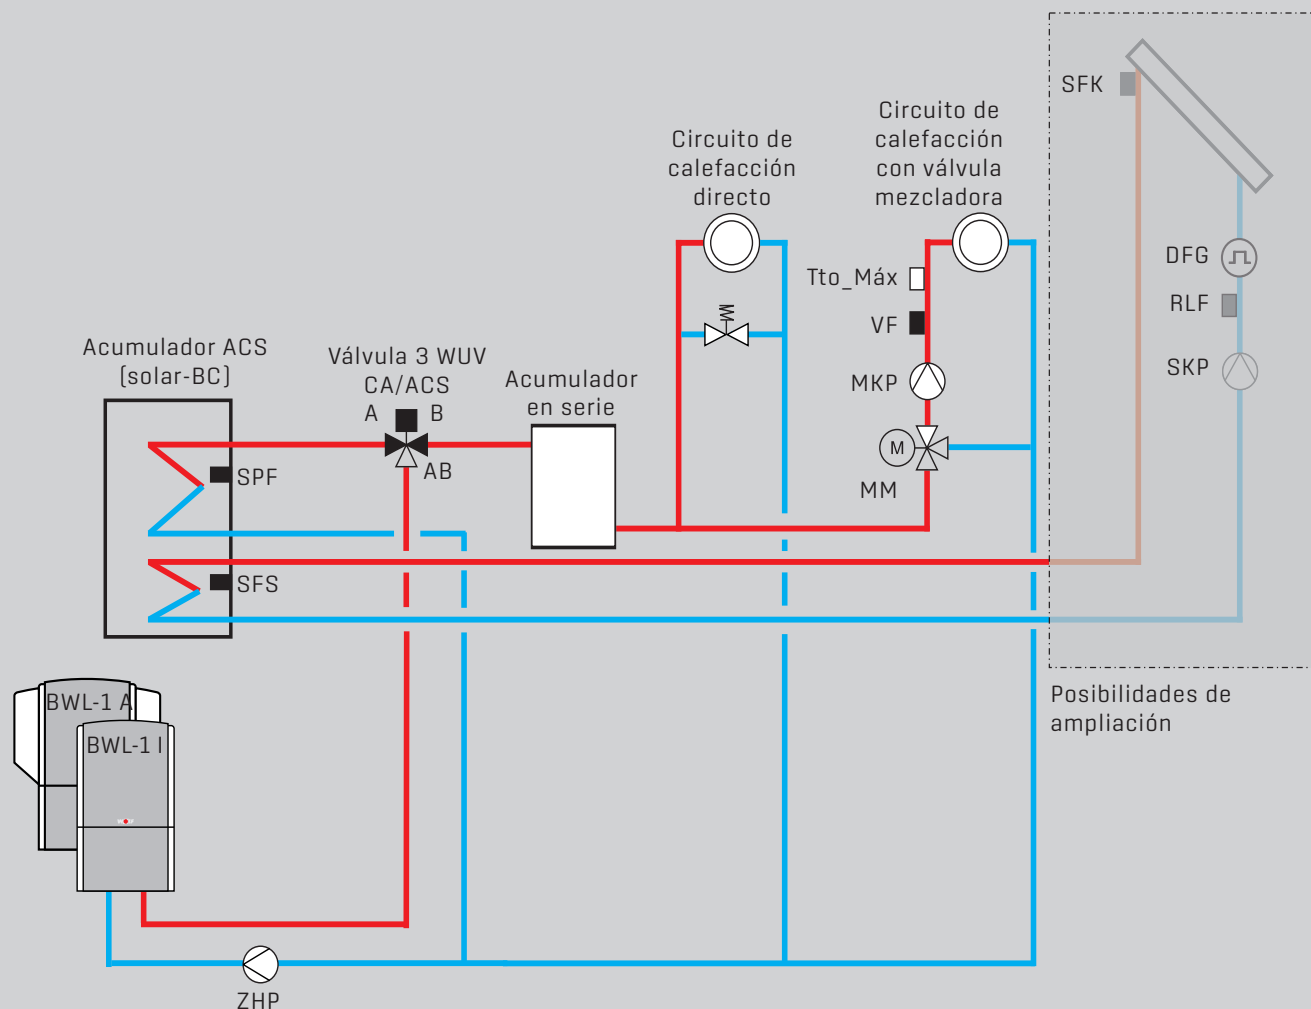 SFK
Circuito de
calefacción
con válvula
mezcladora
Circuito de
calefacción
directo
DFG
Tto_Máx
RLF
VF
Acumulador ACS
(solar-BC)
Válvula 3 WUV
CA/ACS
A B
AB
Acumulador
en serie
MKP
SKP
M
MM
SPF
SFS
BWL-1 A
BWL-1 I
Posibilidades de
ampliación
ZHP